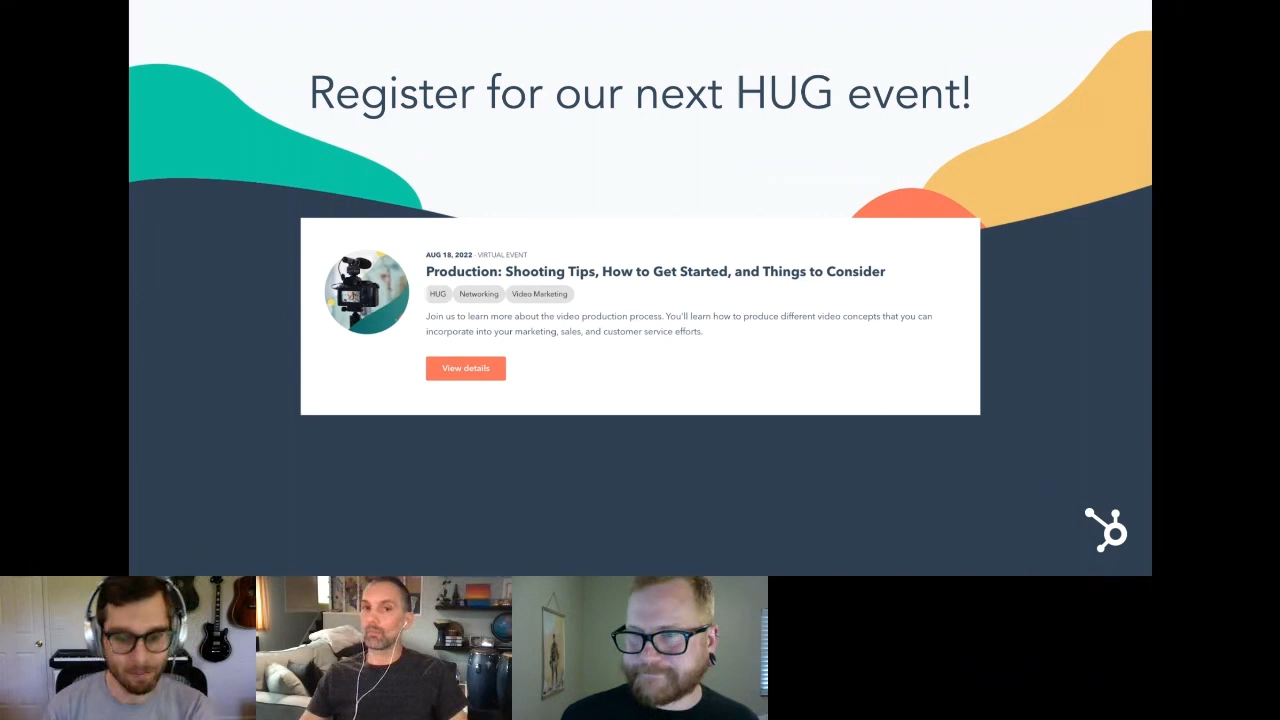 Register for our next HUG event!
AUG 18, 2022 · VIRTUAL EVENT
Production: Shooting Tips, How to Get Started, and Things to Consider
HUG Networking Video Marketing
Join us to learn more about the video production process. You'll learn how to produce different video concepts that you can
incorporate into your marketing, sales, and customer service efforts.
View details